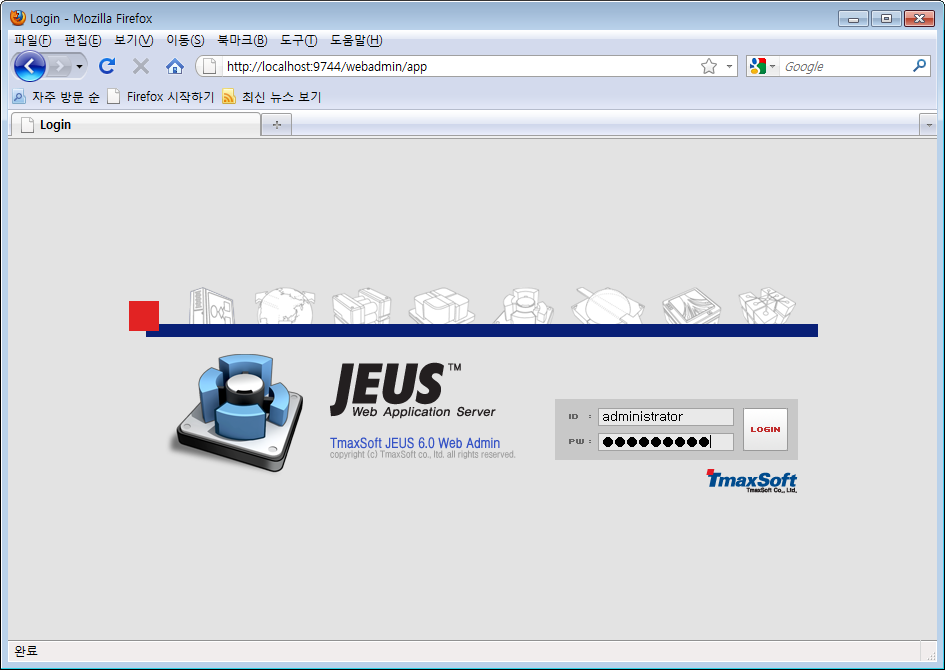 Login - Mozilla Firefox
파일(F) 편집(E) 보기(V) 이동(S) 북마크(B) 도구(T) 도움말(H)
http://localhost:9744/webadmin/app
Google
자주 방문 순 Firefox 시작하기 최신 뉴스 보기
Login
JEUS™
Web Application Server
TmaxSoft JEUS 6.0 Web Admin
copyright (c) TmaxSoft co., ltd. all rights reserved.
ID : administrator
PW : ●●●●●●●●●
LOGIN
TmaxSoft
TmaxSoft Co., Ltd.
완료